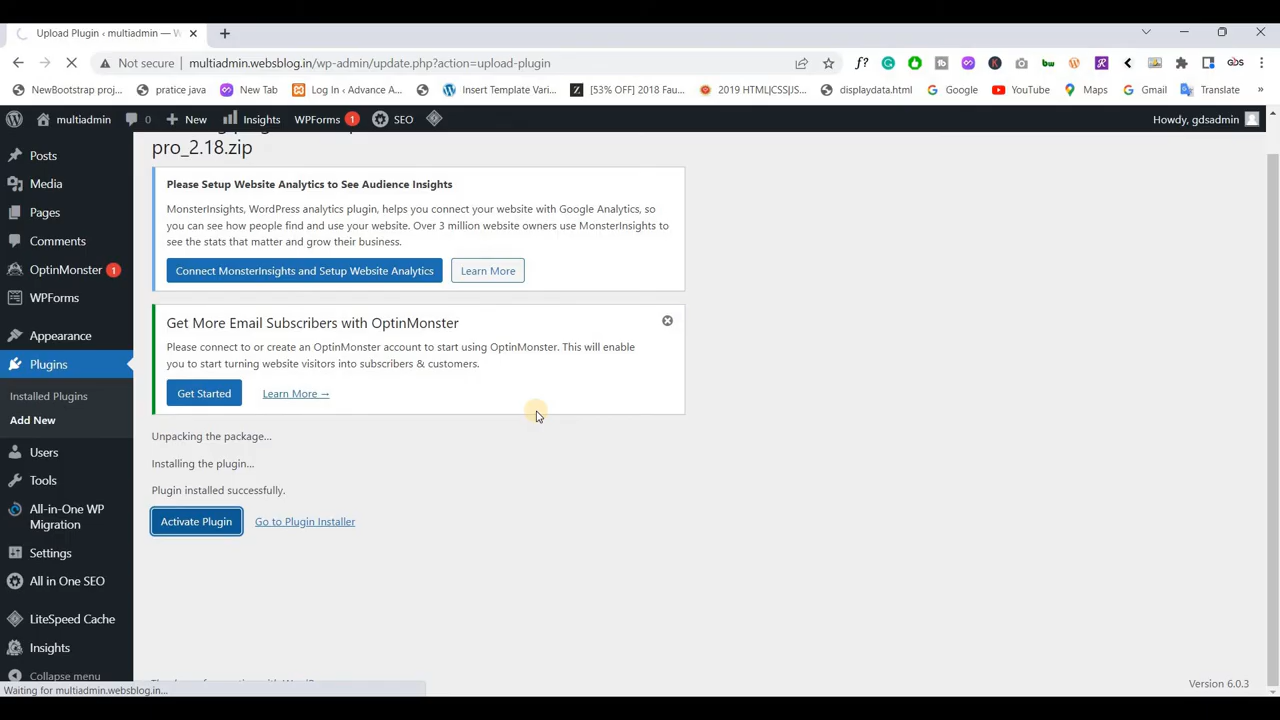 Upload Plugin ‹ multiadmin — W
Not secure
multiadmin.websblog.in/wp-admin/update.php?action=upload-plugin
f?
bw
GDS
NewBootstrap proj...
pratice java
New Tab
Log In ‹ Advance A...
Insert Template Vari...
[53% OFF] 2018 Fau...
2019 HTML|CSS|JS...
displaydata.html
Google
YouTube
Maps
Gmail
Translate
multiadmin
0
New
Insights
WPForms 1
SEO
Howdy, gdsadmin
Posts
Media
Pages
Comments
OptinMonster 1
WPForms
Appearance
Plugins
Installed Plugins
Add New
Users
Tools
All-in-One WP
Migration
Settings
All in One SEO
LiteSpeed Cache
Insights
Collapse menu
pro_2.18.zip
Please Setup Website Analytics to See Audience Insights
MonsterInsights, WordPress analytics plugin, helps you connect your website with Google Analytics, so
you can see how people find and use your website. Over 3 million website owners use MonsterInsights to
see the stats that matter and grow their business.
Connect MonsterInsights and Setup Website Analytics
Learn More
Get More Email Subscribers with OptinMonster
Please connect to or create an OptinMonster account to start using OptinMonster. This will enable
you to start turning website visitors into subscribers & customers.
Get Started
Learn More →
Unpacking the package…
Installing the plugin…
Plugin installed successfully.
Activate Plugin
Go to Plugin Installer
Version 6.0.3
Waiting for multiadmin.websblog.in...